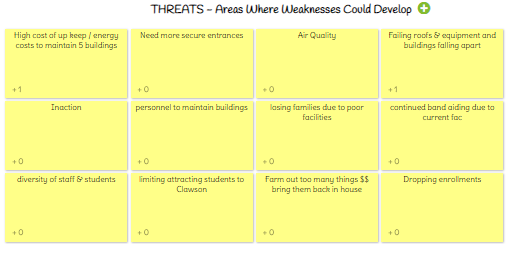 THREATS – Areas Where Weaknesses Could Develop
High cost of up keep / energy
costs to maintain 5 buildings
+1
Need more secure entrances
+0
Air Quality
+0
Failing roofs & equipment and
buildings falling apart
+1
Inaction
+0
personnel to maintain buildings
+0
losing families due to poor
facilities
+0
continued band aiding due to
current fac
+0
diversity of staff & students
+0
limiting attracting students to
Clawson
+0
Farm out too many things $$
bring them back in house
+0
Dropping enrollments
+0